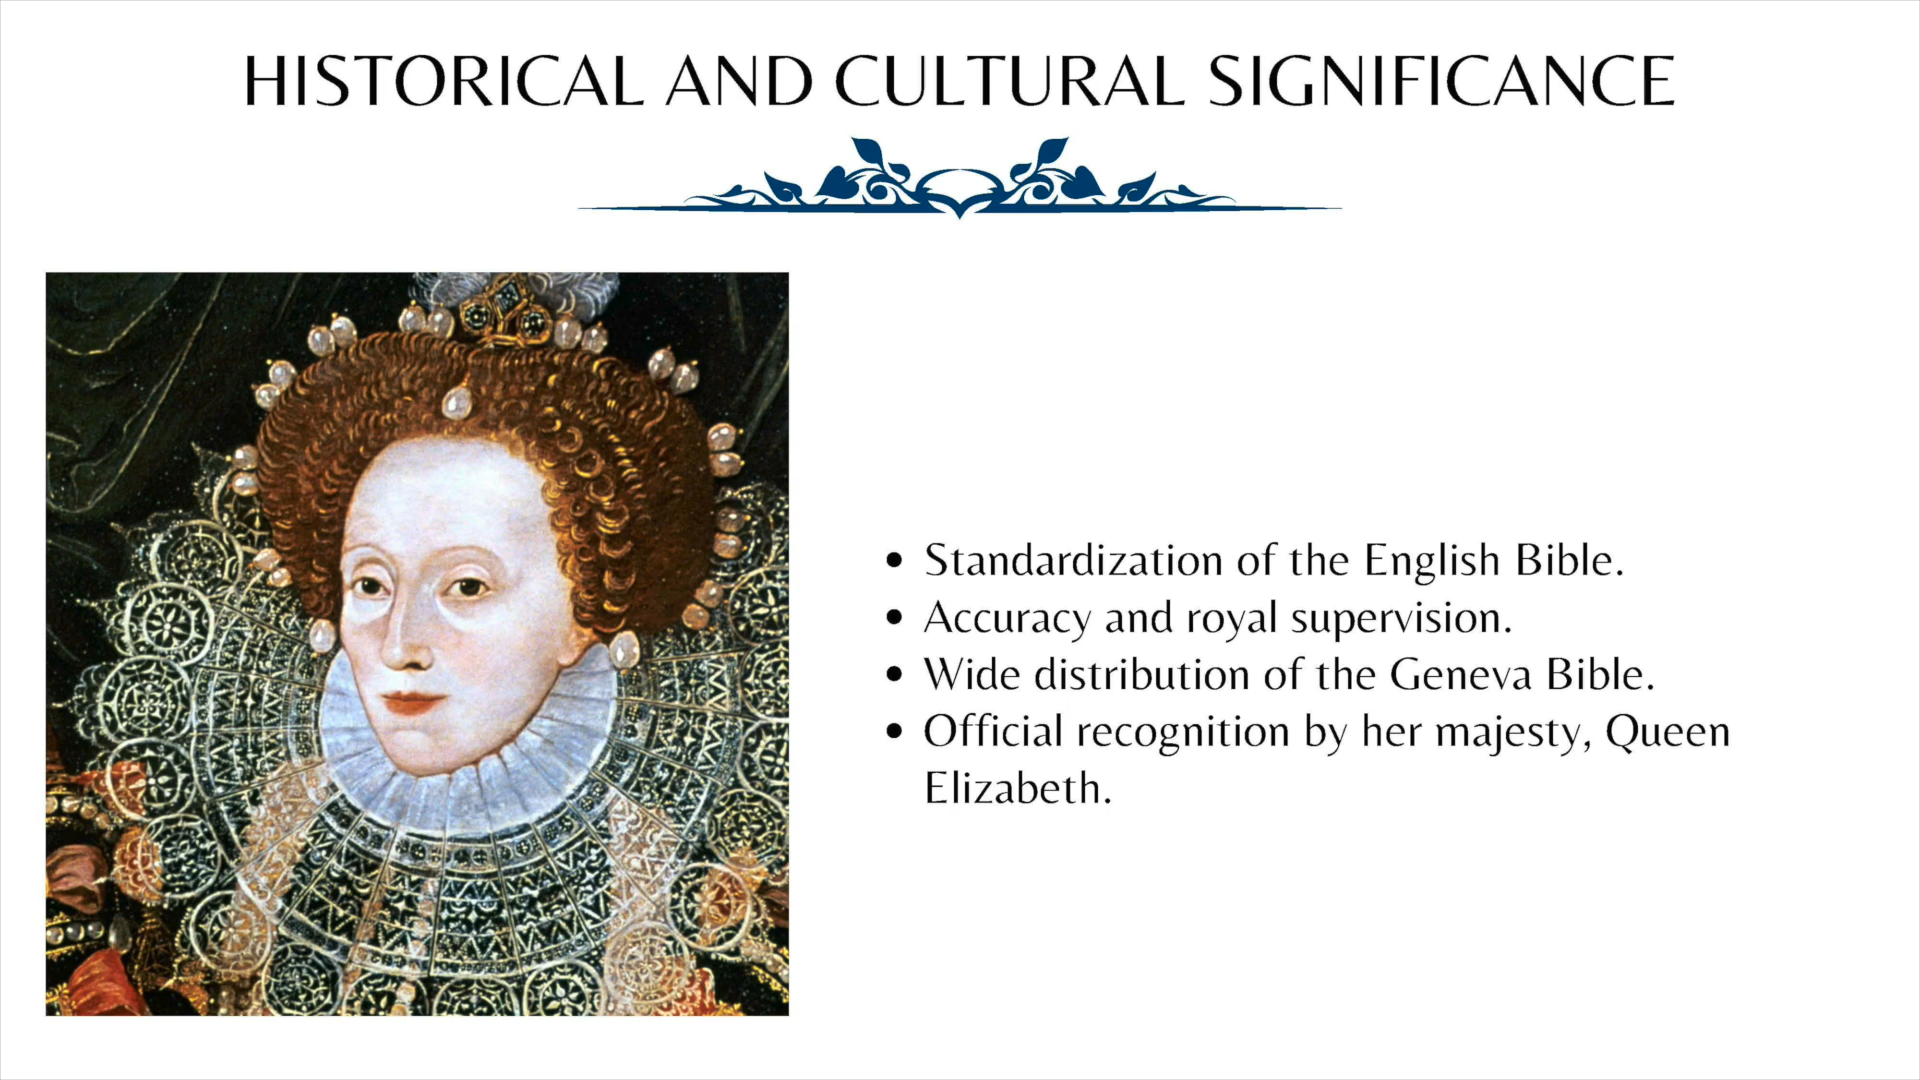 HISTORICAL AND CULTURAL SIGNIFICANCE
• Standardization of the English Bible.
• Accuracy and royal supervision.
• Wide distribution of the Geneva Bible.
• Official recognition by her majesty, Queen
Elizabeth.